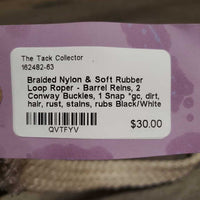 The Tack Collector
162482-63
Braided Nylon & Soft Rubber
Loop Roper - Barrel Reins, 2
Conway Buckles, 1 Snap *gc, dirt,
hair, rust, stains, rubs Black/White
QVTFYV
$30.00